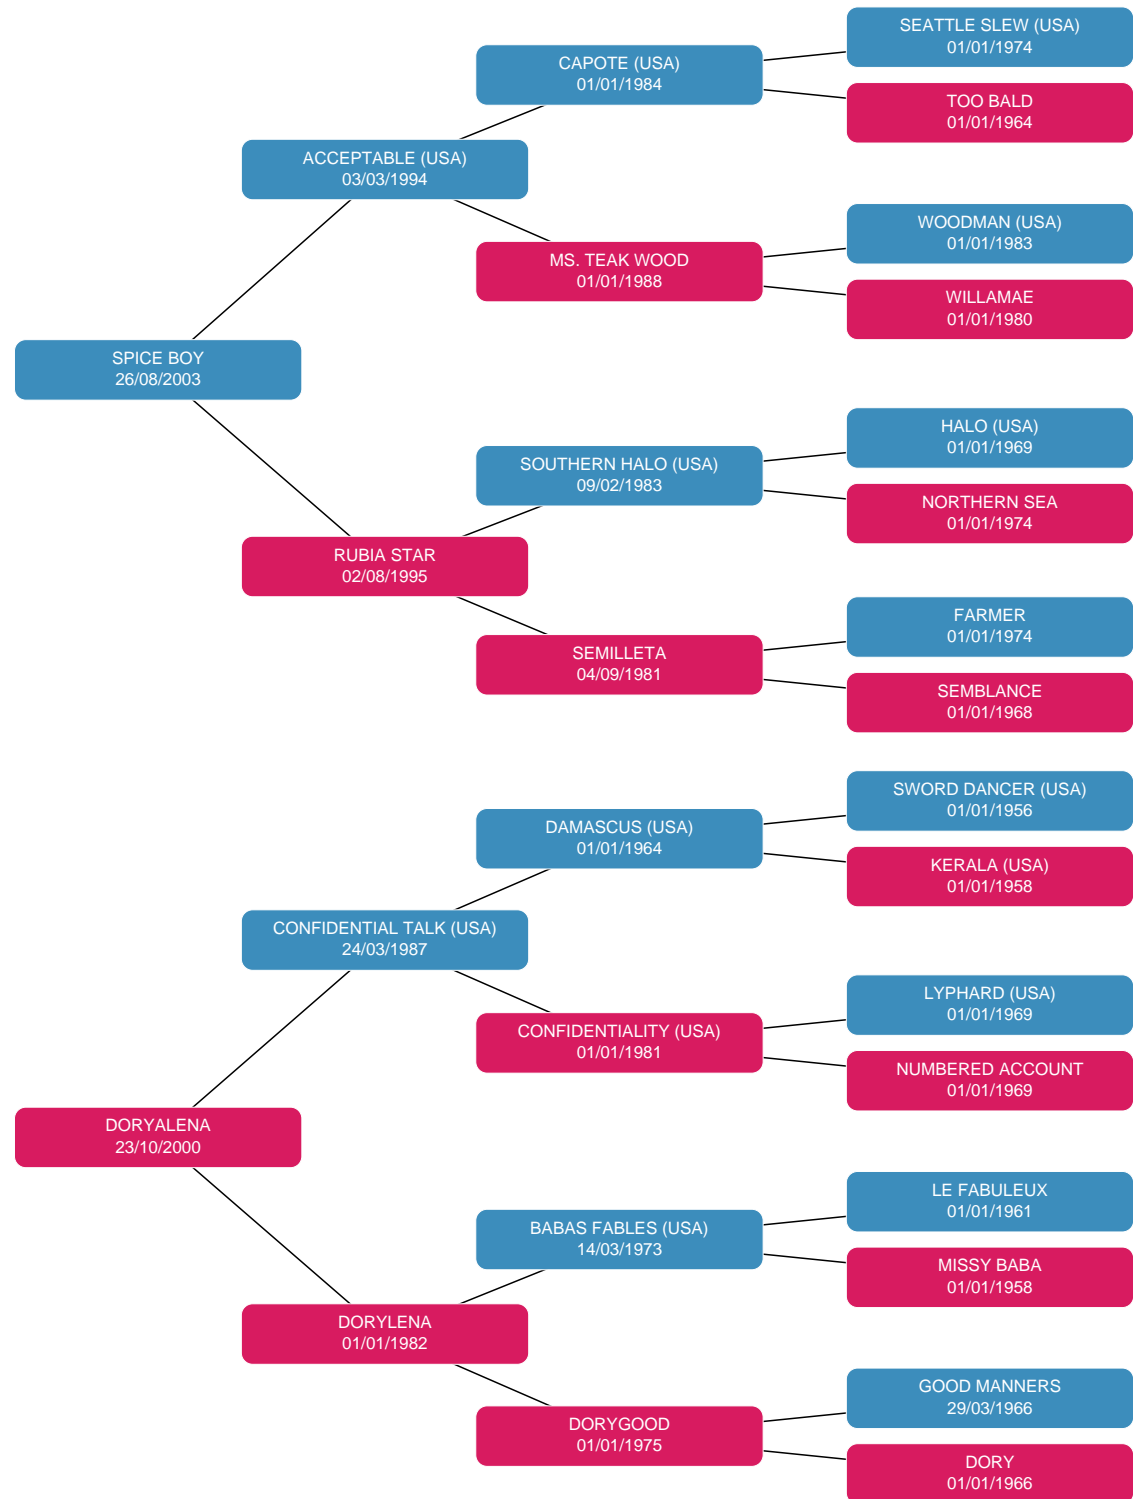 SEATTLE SLEW (USA)
01/01/1974
CAPOTE (USA)
01/01/1984
TOO BALD
01/01/1964
ACCEPTABLE (USA)
03/03/1994
WOODMAN (USA)
01/01/1983
MS. TEAK WOOD
01/01/1988
WILLAMAE
01/01/1980
SPICE BOY
26/08/2003
HALO (USA)
01/01/1969
SOUTHERN HALO (USA)
09/02/1983
NORTHERN SEA
01/01/1974
RUBIA STAR
02/08/1995
FARMER
01/01/1974
SEMILLETA
04/09/1981
SEMBLANCE
01/01/1968
SWORD DANCER (USA)
01/01/1956
DAMASCUS (USA)
01/01/1964
KERALA (USA)
01/01/1958
CONFIDENTIAL TALK (USA)
24/03/1987
LYPHARD (USA)
01/01/1969
CONFIDENTIALITY (USA)
01/01/1981
NUMBERED ACCOUNT
01/01/1969
DORYALENA
23/10/2000
LE FABULEUX
01/01/1961
BABAS FABLES (USA)
14/03/1973
MISSY BABA
01/01/1958
DORYLENA
01/01/1982
GOOD MANNERS
29/03/1966
DORYGOOD
01/01/1975
DORY
01/01/1966